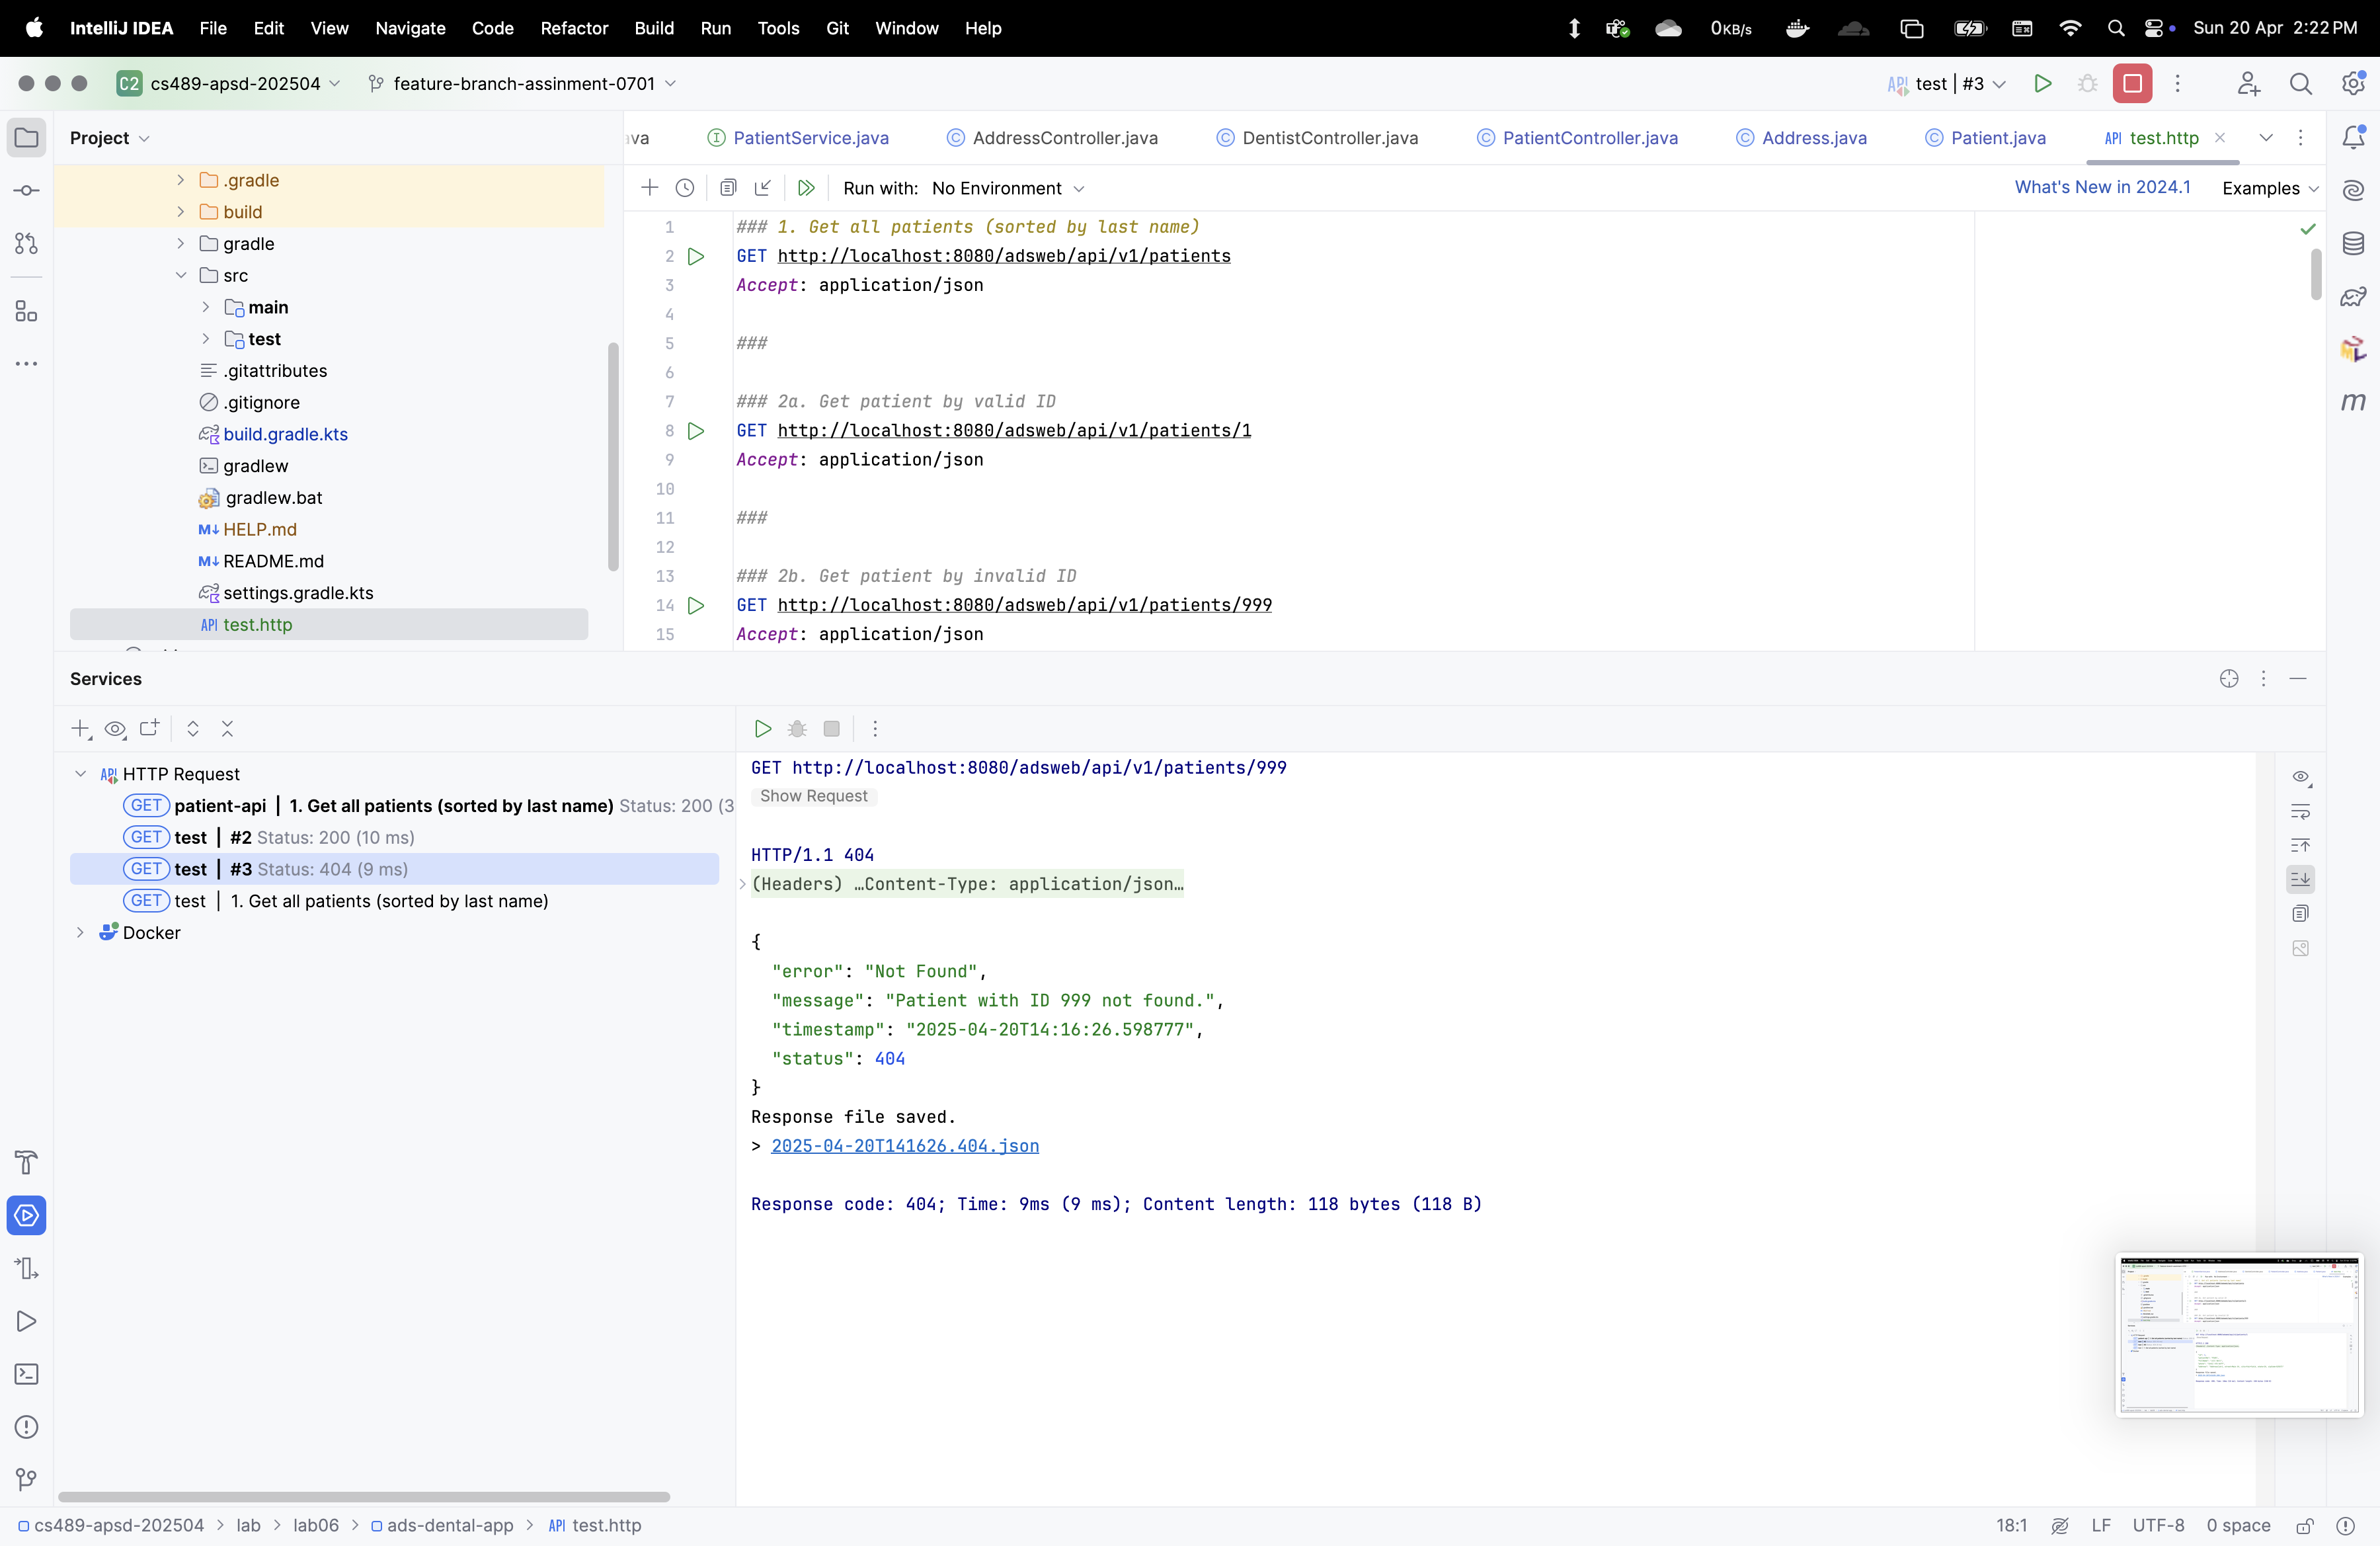 IntelliJ IDEA File Edit View Navigate Code Refactor Build Run Tools Git Window Help 0KB/s Sun 20 Apr 2:22 PM
C2 cs489-apsd-202504 feature-branch-assinment-0701 API test | #3
Project
ava PatientService.java AddressController.java DentistController.java PatientController.java Address.java Patient.java API test.http
Run with: No Environment What's New in 2024.1 Examples
.gradle
build
gradle
src
main
test
.gitattributes
.gitignore
build.gradle.kts
gradlew
gradlew.bat
M↓ HELP.md
M↓ README.md
settings.gradle.kts
API test.http
1 ### 1. Get all patients (sorted by last name)
2 GET http://localhost:8080/adsweb/api/v1/patients
3 Accept: application/json
4
5 ###
6
7 ### 2a. Get patient by valid ID
8 GET http://localhost:8080/adsweb/api/v1/patients/1
9 Accept: application/json
10
11 ###
12
13 ### 2b. Get patient by invalid ID
14 GET http://localhost:8080/adsweb/api/v1/patients/999
15 Accept: application/json
Services
API HTTP Request
GET patient-api | 1. Get all patients (sorted by last name) Status: 200 (3
GET test | #2 Status: 200 (10 ms)
GET test | #3 Status: 404 (9 ms)
GET test | 1. Get all patients (sorted by last name)
Docker
GET http://localhost:8080/adsweb/api/v1/patients/999
Show Request
HTTP/1.1 404
(Headers) …Content-Type: application/json…
{
"error": "Not Found",
"message": "Patient with ID 999 not found.",
"timestamp": "2025-04-20T14:16:26.598777",
"status": 404
}
Response file saved.
> 2025-04-20T141626.404.json
Response code: 404; Time: 9ms (9 ms); Content length: 118 bytes (118 B)
cs489-apsd-202504 > lab > lab06 > ads-dental-app > API test.http 18:1 LF UTF-8 0 space